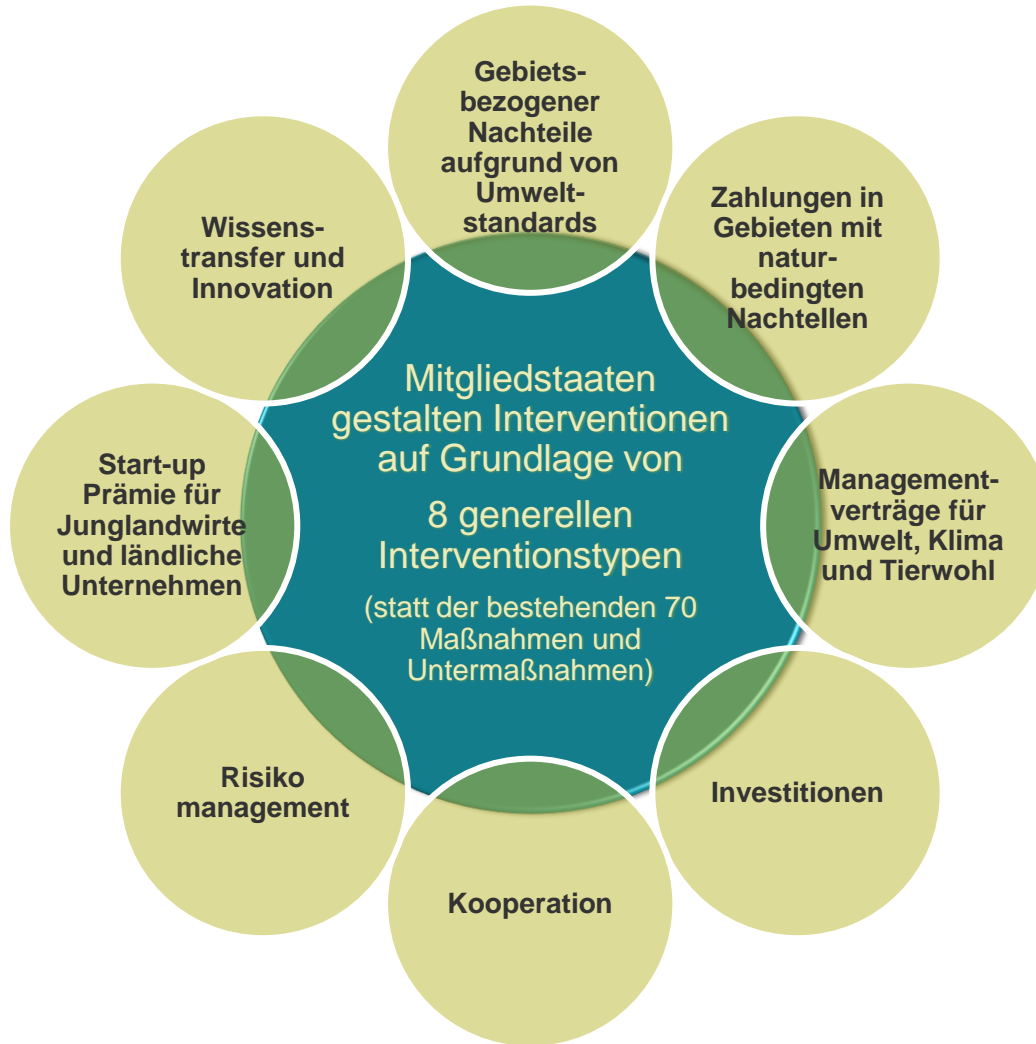 Gebiets-
bezogener
Nachteile
aufgrund von
Umwelt-
standards
Zahlungen in
Gebieten mit
natur-
bedingten
Nachtellen
Management-
verträge für
Umwelt, Klima
und Tierwohl
Investitionen
Kooperation
Risiko
management
Start-up
Prämie für
Junglandwirte
und ländliche
Unternehmen
Wissens-
transfer und
Innovation
Mitgliedstaaten
gestalten Interventionen
auf Grundlage von
8 generellen
Interventionstypen
(statt der bestehenden 70
Maßnahmen und
Untermaßnahmen)